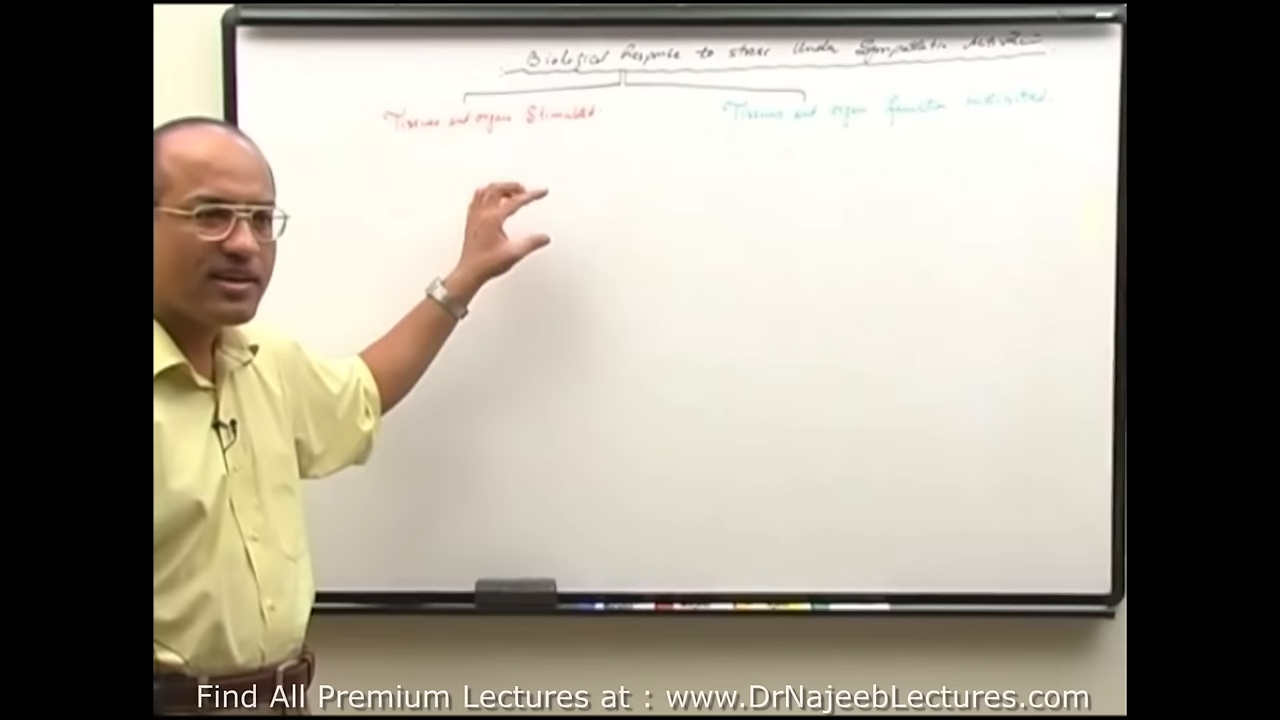 Biological Response to stress Under Sympathetic
Tissues and organs Stimulated
Tissues and organ function inhibited.
Find All Premium Lectures at : www.DrNajeebLectures.com